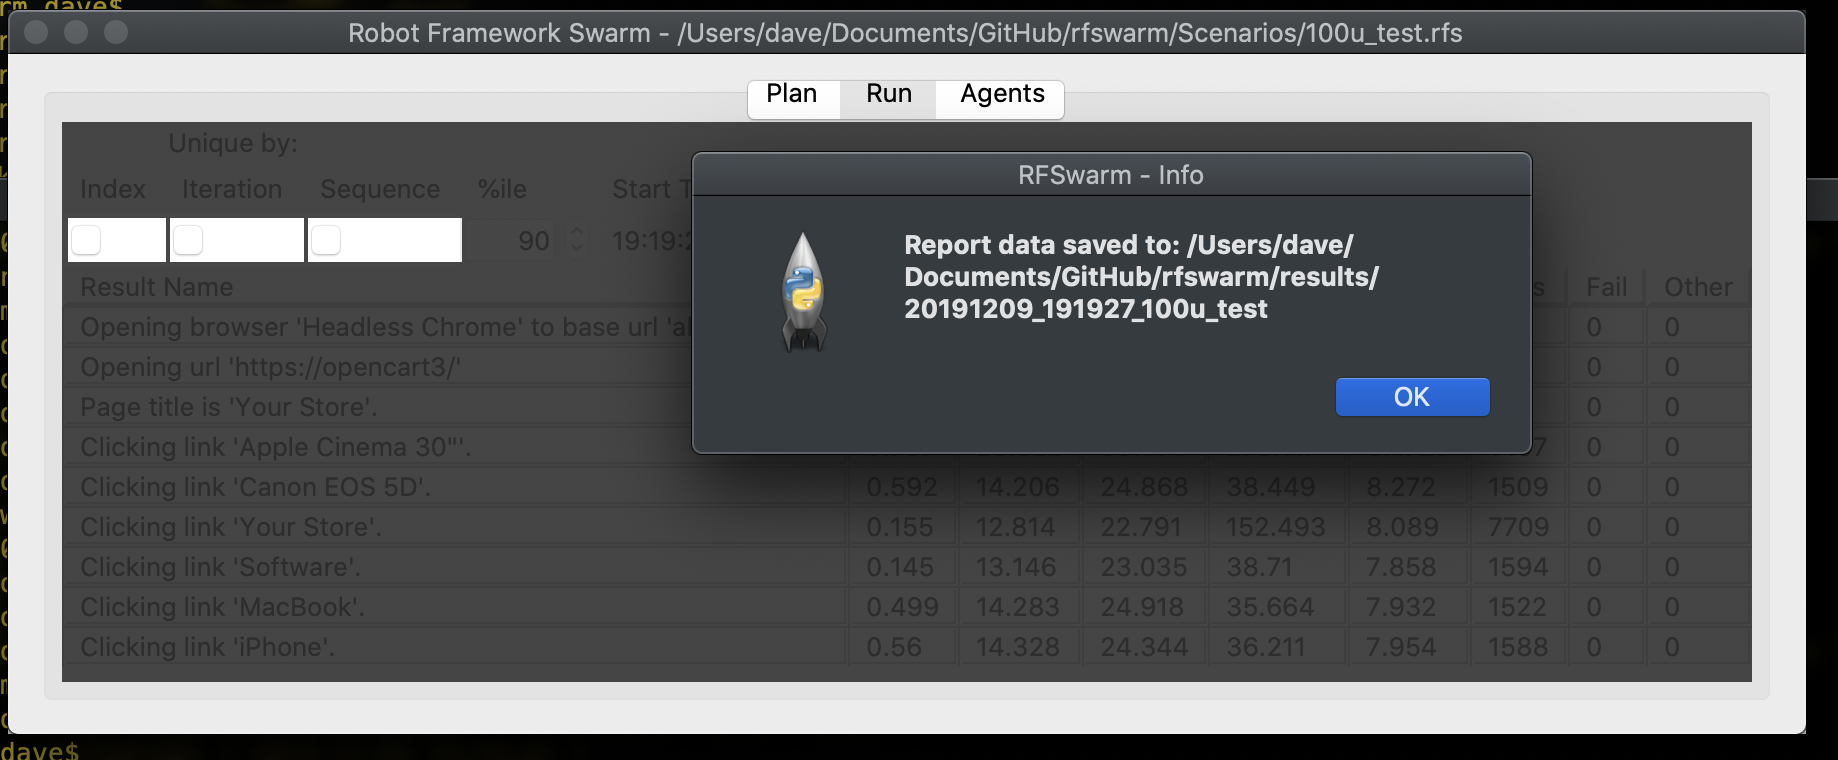 rm dave$
Robot Framework Swarm - /Users/dave/Documents/GitHub/rfswarm/Scenarios/100u_test.rfs
Plan Run Agents
Unique by:
Index Iteration Sequence %ile Start
90 19:19:
RFSwarm - Info
Report data saved to: /Users/dave/
Documents/GitHub/rfswarm/results/
20191209_191927_100u_test
OK
Result Name Fail Other
Opening browser 'Headless Chrome' to base url 0 0
Opening url 'https://opencart3/' 0 0
Page title is 'Your Store'. 0 0
Clicking link 'Apple Cinema 30"'. 0 0
Clicking link 'Canon EOS 5D'. 0.592 14.206 24.868 38.449 8.272 1509 0 0
Clicking link 'Your Store'. 0.155 12.814 22.791 152.493 8.089 7709 0 0
Clicking link 'Software'. 0.145 13.146 23.035 38.71 7.858 1594 0 0
Clicking link 'MacBook'. 0.499 14.283 24.918 35.664 7.932 1522 0 0
Clicking link 'iPhone'. 0.56 14.328 24.344 36.211 7.954 1588 0 0
dave$